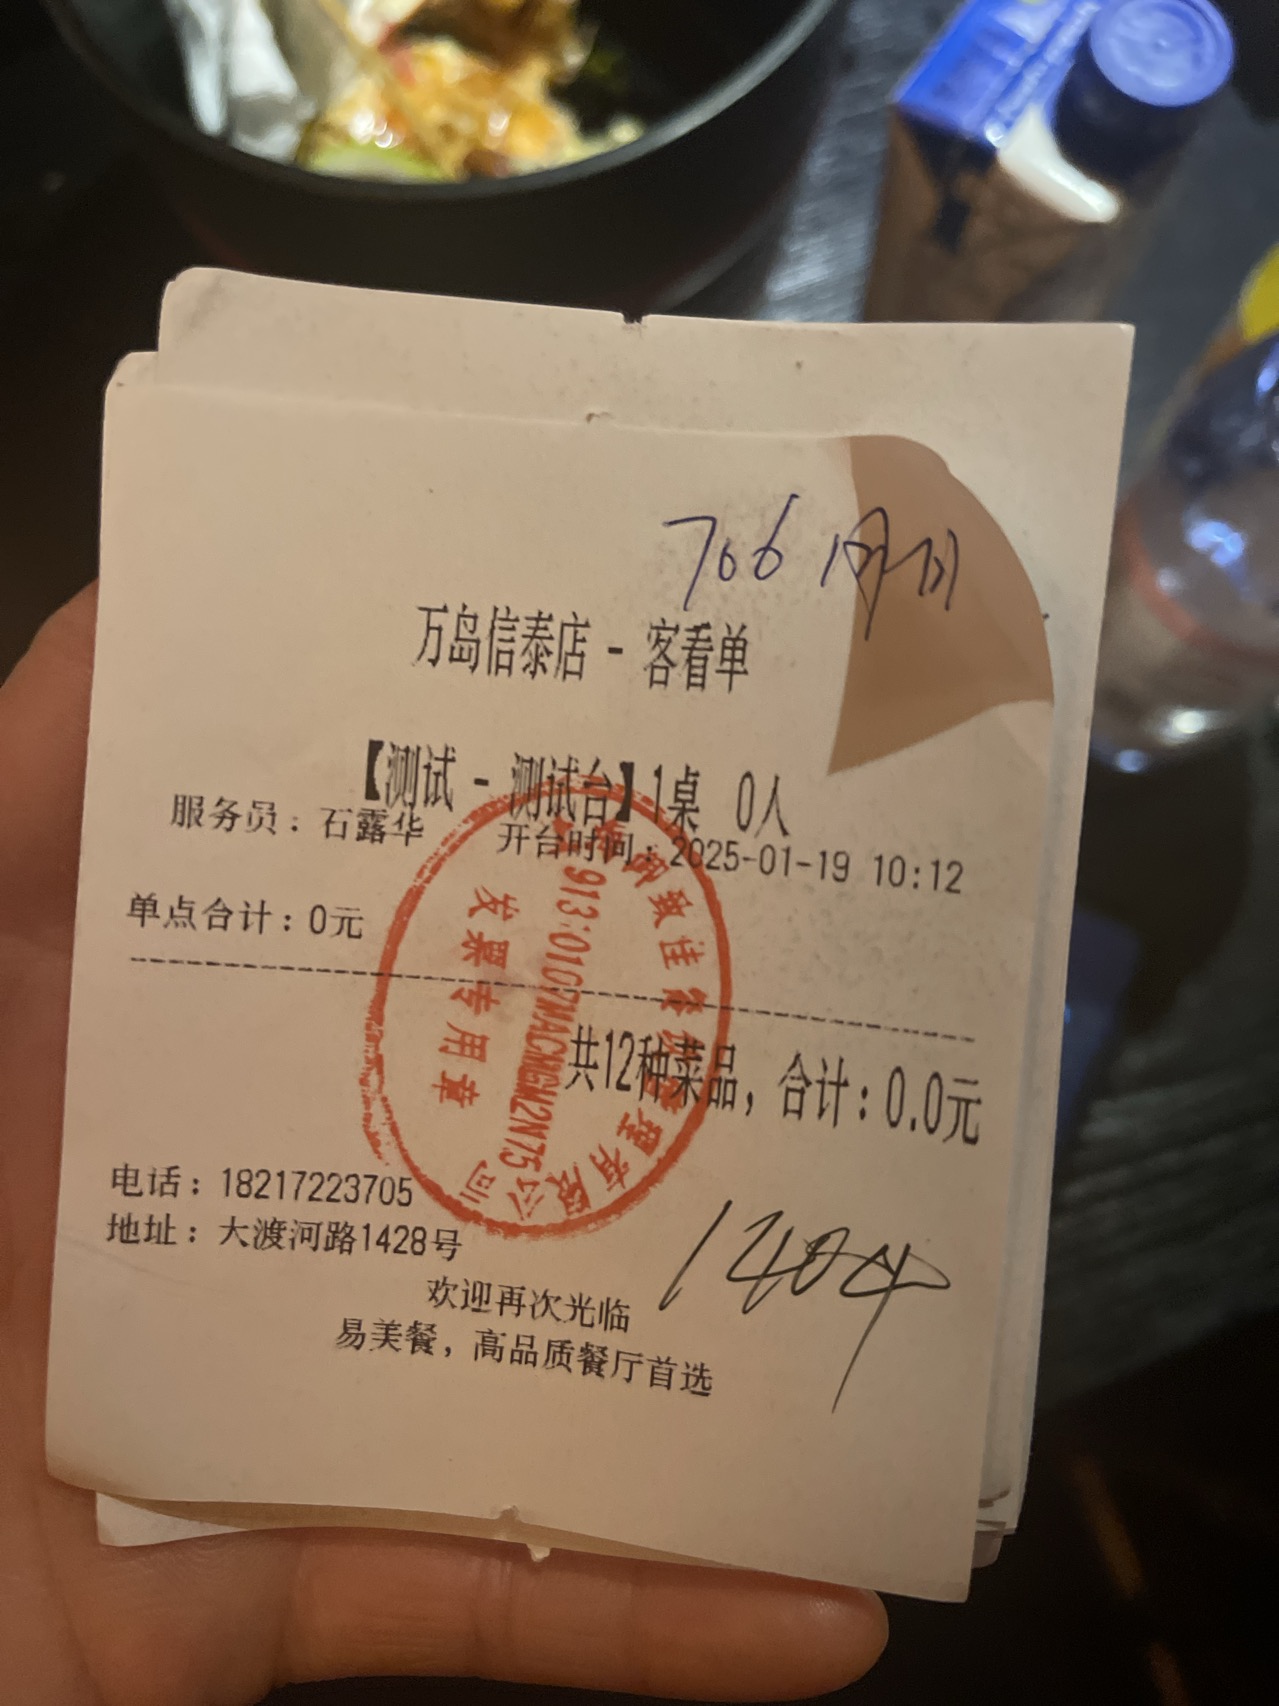 706
万岛信泰店 - 客看单
【测试 - 测试台】1桌 0人
服务员：石露华 开台时间：2025-01-19 10:12
单点合计：0元
共12种菜品，合计：0.0元
发票专用章
电话：18217223705
地址：大渡河路1428号
欢迎再次光临
易美餐，高品质餐厅首选